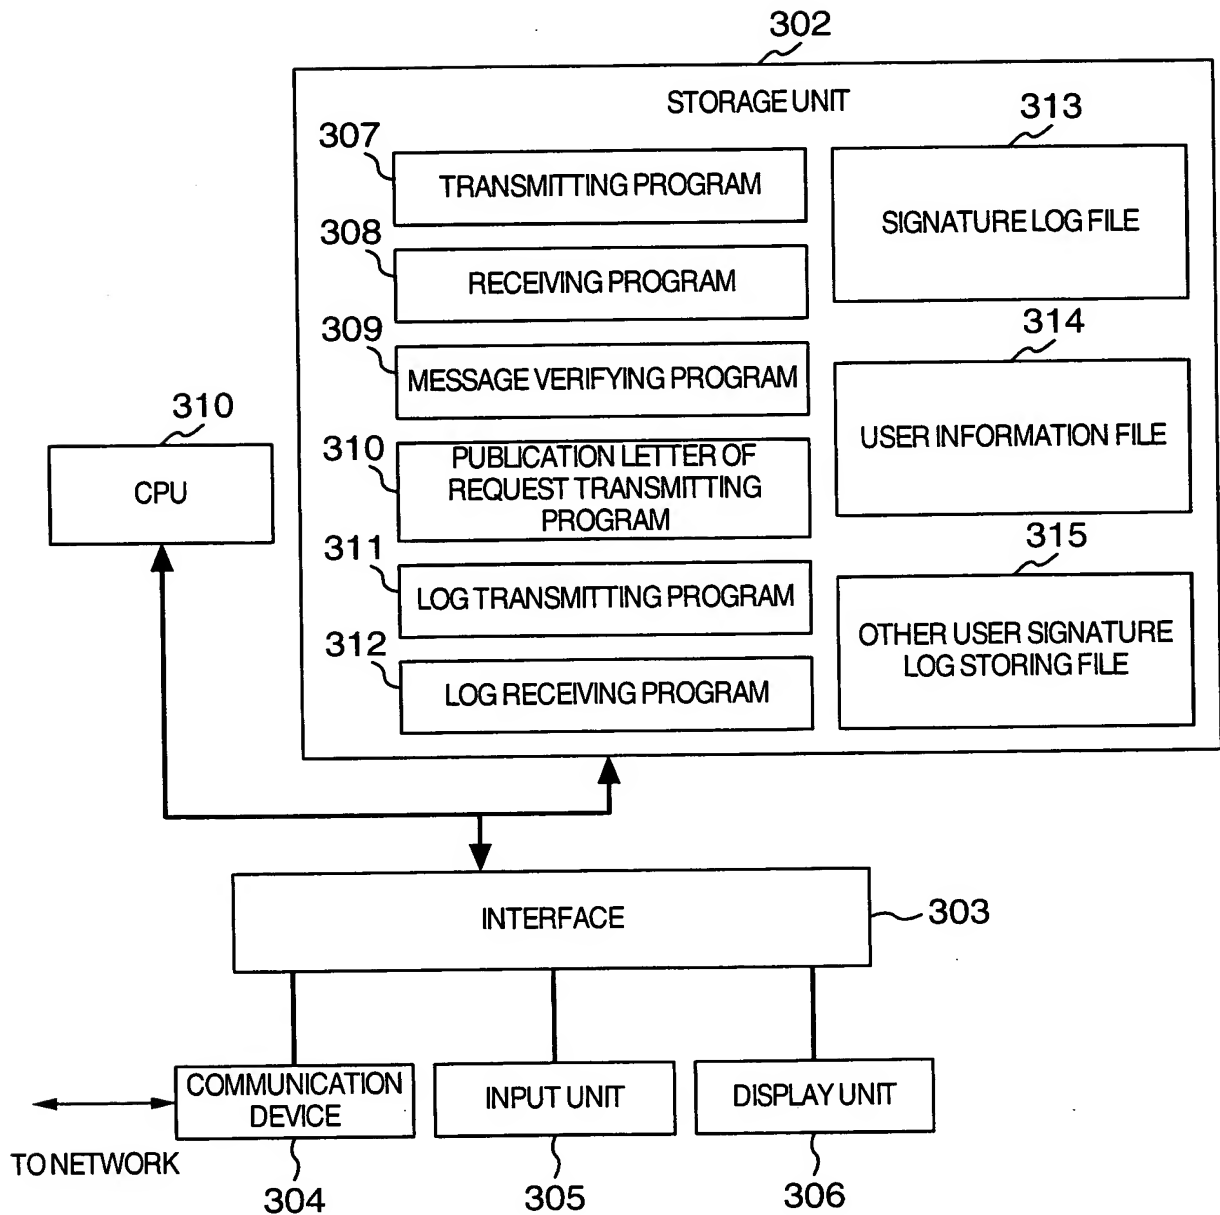 302
STORAGE UNIT
307
TRANSMITTING PROGRAM
313
SIGNATURE LOG FILE
308
RECEIVING PROGRAM
309
MESSAGE VERIFYING PROGRAM
314
USER INFORMATION FILE
310
CPU
310
PUBLICATION LETTER OF
REQUEST TRANSMITTING
PROGRAM
311
LOG TRANSMITTING PROGRAM
315
OTHER USER SIGNATURE
LOG STORING FILE
312
LOG RECEIVING PROGRAM
INTERFACE
303
COMMUNICATION
DEVICE
INPUT UNIT
DISPLAY UNIT
TO NETWORK
304
305
306